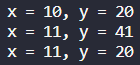 x = 10, y = 20
x = 11, y = 41
x = 11, y = 20